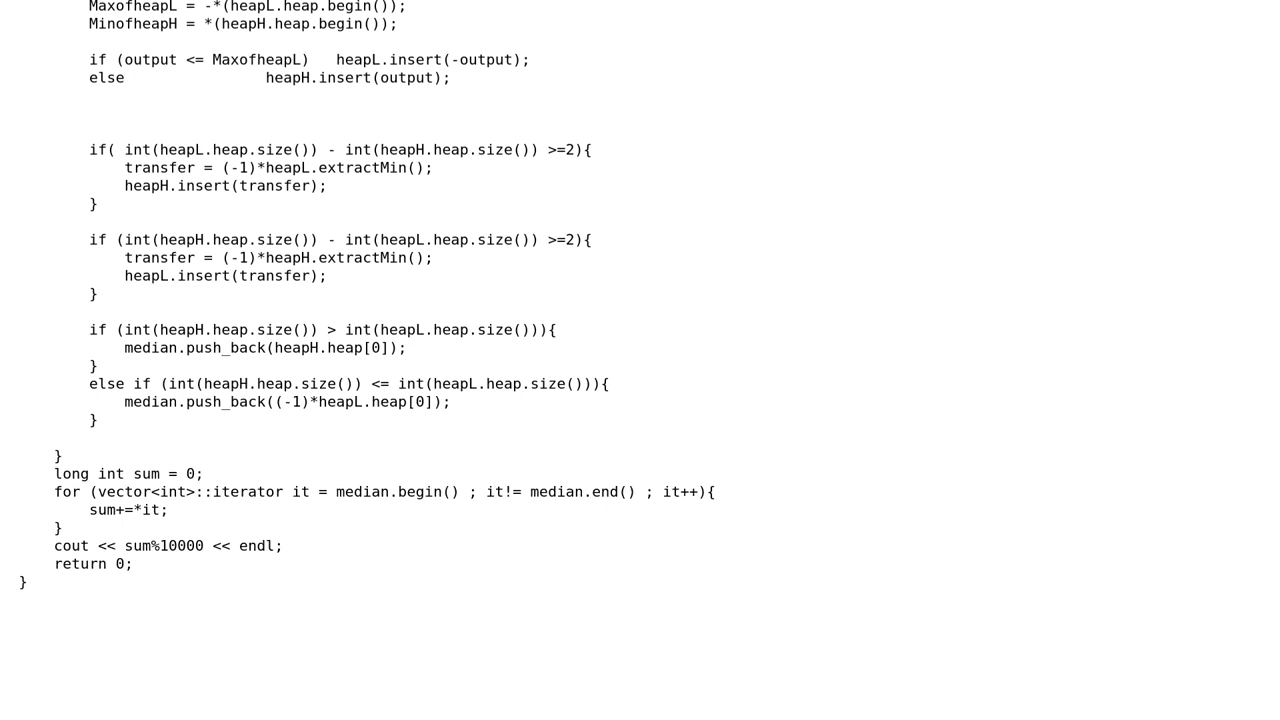 MaxofheapL = -*(heapL.heap.begin());
        MinofheapH = *(heapH.heap.begin());

        if (output <= MaxofheapL)   heapL.insert(-output);
        else                heapH.insert(output);

        if( int(heapL.heap.size()) - int(heapH.heap.size()) >=2){
            transfer = (-1)*heapL.extractMin();
            heapH.insert(transfer);
        }

        if (int(heapH.heap.size()) - int(heapL.heap.size()) >=2){
            transfer = (-1)*heapH.extractMin();
            heapL.insert(transfer);
        }

        if (int(heapH.heap.size()) > int(heapL.heap.size())){
            median.push_back(heapH.heap[0]);
        }
        else if (int(heapH.heap.size()) <= int(heapL.heap.size())){
            median.push_back((-1)*heapL.heap[0]);
        }

    }
    long int sum = 0;
    for (vector<int>::iterator it = median.begin() ; it!= median.end() ; it++){
        sum+=*it;
    }
    cout << sum%10000 << endl;
    return 0;
}